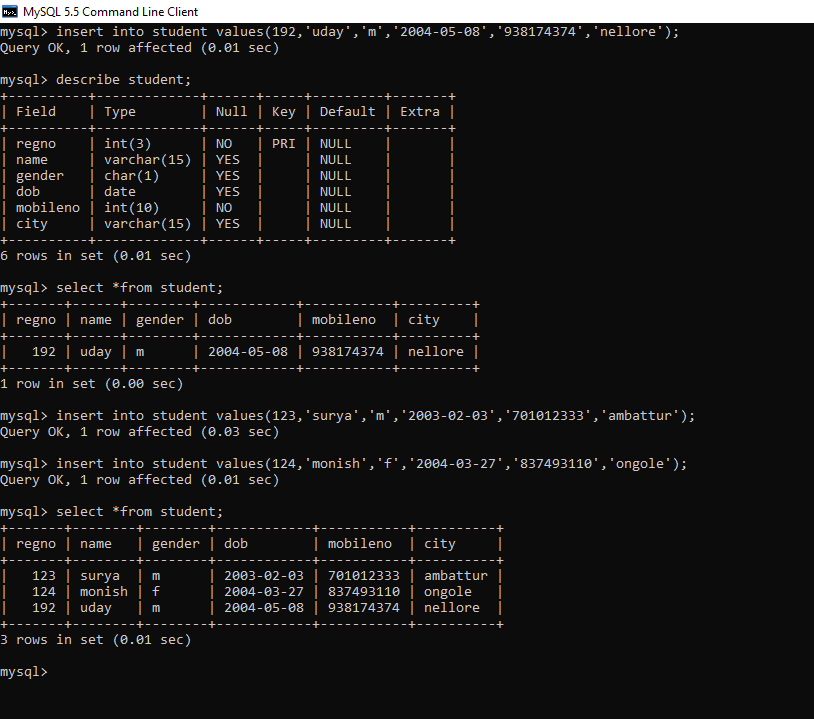 MySQL 5.5 Command Line Client
mysql> insert into student values(192,'uday','m','2004-05-08','938174374','nellore');
Query OK, 1 row affected (0.01 sec)
mysql> describe student;
+-----------+-------------+------+-----+---------+-------+
| Field    | Type        | Null | Key | Default | Extra |
+-----------+-------------+------+-----+---------+-------+
| regno    | int(3)      | NO   | PRI | NULL    |       |
| name     | varchar(15) | YES  |     | NULL    |       |
| gender   | char(1)     | YES  |     | NULL    |       |
| dob      | date        | YES  |     | NULL    |       |
| mobileno | int(10)     | NO   |     | NULL    |       |
| city     | varchar(15) | YES  |     | NULL    |       |
+-----------+-------------+------+-----+---------+-------+
6 rows in set (0.01 sec)
mysql> select *from student;
+-------+------+--------+------------+-----------+---------+
| regno | name | gender | dob        | mobileno  | city    |
+-------+------+--------+------------+-----------+---------+
|   192 | uday | m      | 2004-05-08 | 938174374 | nellore |
+-------+------+--------+------------+-----------+---------+
1 row in set (0.00 sec)
mysql> insert into student values(123,'surya','m','2003-02-03','701012333','ambattur');
Query OK, 1 row affected (0.03 sec)
mysql> insert into student values(124,'monish','f','2004-03-27','837493110','ongole');
Query OK, 1 row affected (0.01 sec)
mysql> select *from student;
+-------+--------+--------+------------+-----------+----------+
| regno | name   | gender | dob        | mobileno  | city     |
+-------+--------+--------+------------+-----------+----------+
|   123 | surya  | m      | 2003-02-03 | 701012333 | ambattur |
|   124 | monish | f      | 2004-03-27 | 837493110 | ongole   |
|   192 | uday   | m      | 2004-05-08 | 938174374 | nellore  |
+-------+--------+--------+------------+-----------+----------+
3 rows in set (0.01 sec)
mysql>